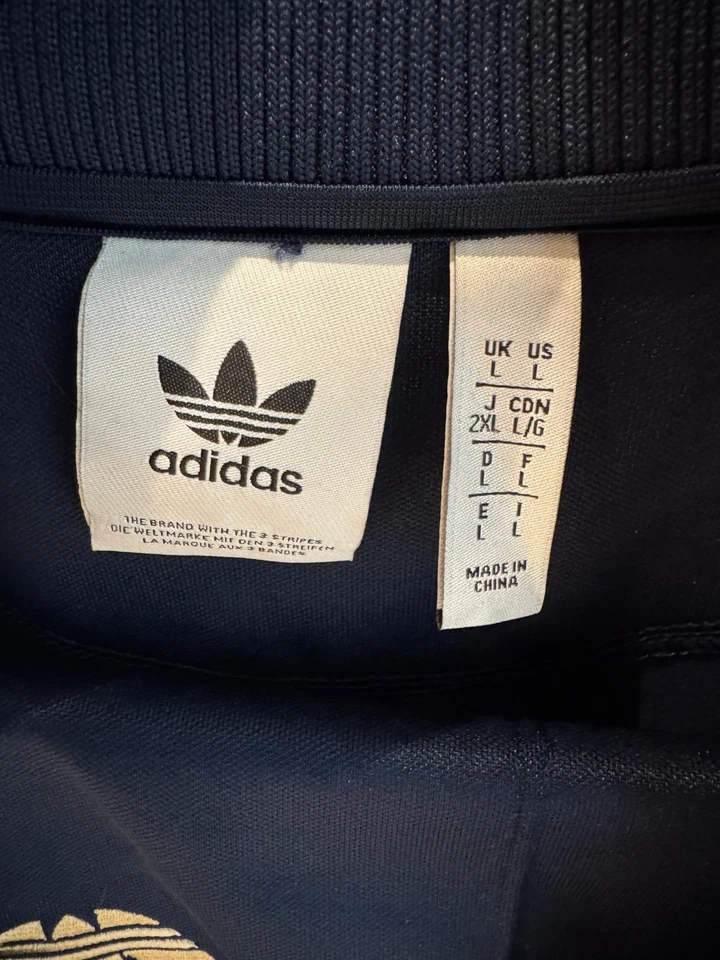 adidas
THE BRAND WITH THE 3 STRIPES
DIE WELTMARKE MIT DEN 3 STREIFEN
LA MARQUE AUX 3 BANDES
UK US
L L
J CDN
2XL L/G
D F
L L
E I
L L
MADE IN
CHINA